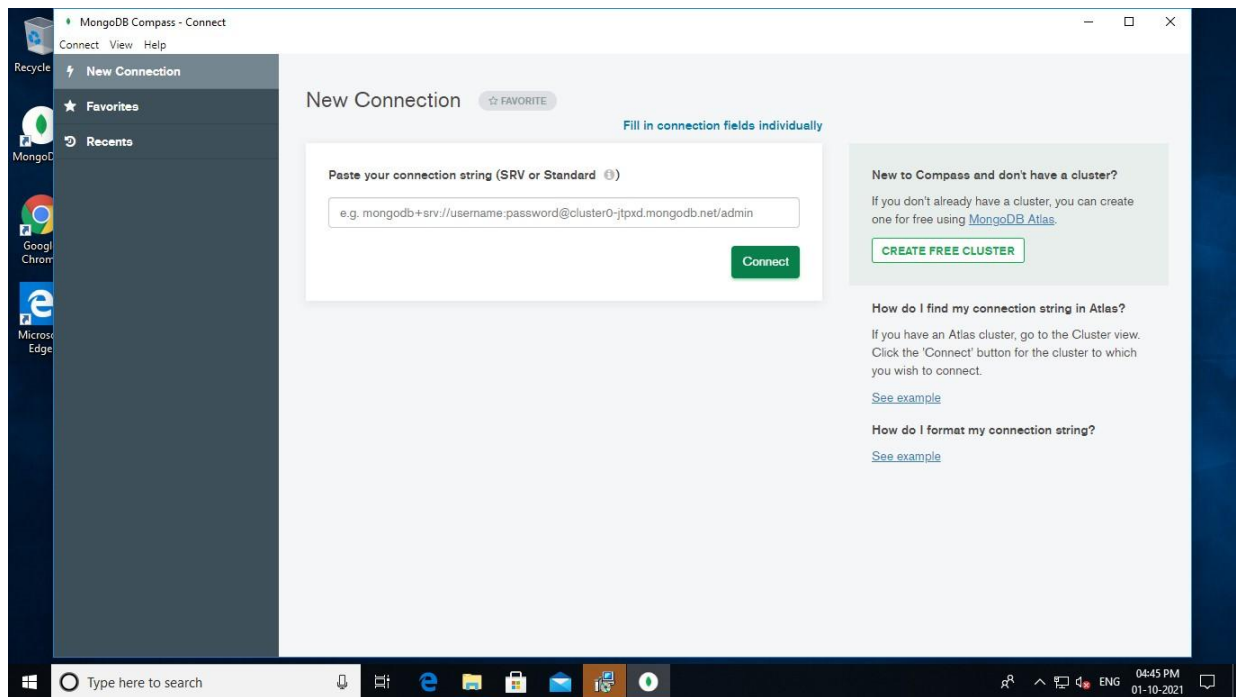 MongoDB Compass - Connect
Connect View Help
Recycle
New Connection
Favorites
Recents
MongoD
Googl
Chrom
Micros
Edge
New Connection
FAVORITE
Fill in connection fields individually
Paste your connection string (SRV or Standard )
e.g. mongodb+srv://username:password@cluster0-jtpxd.mongodb.net/admin
Connect
New to Compass and don't have a cluster?
If you don't already have a cluster, you can create
one for free using MongoDB Atlas.
CREATE FREE CLUSTER
How do I find my connection string in Atlas?
If you have an Atlas cluster, go to the Cluster view.
Click the 'Connect' button for the cluster to which
you wish to connect.
See example
How do I format my connection string?
See example
Type here to search
ENG
04:45 PM
01-10-2021